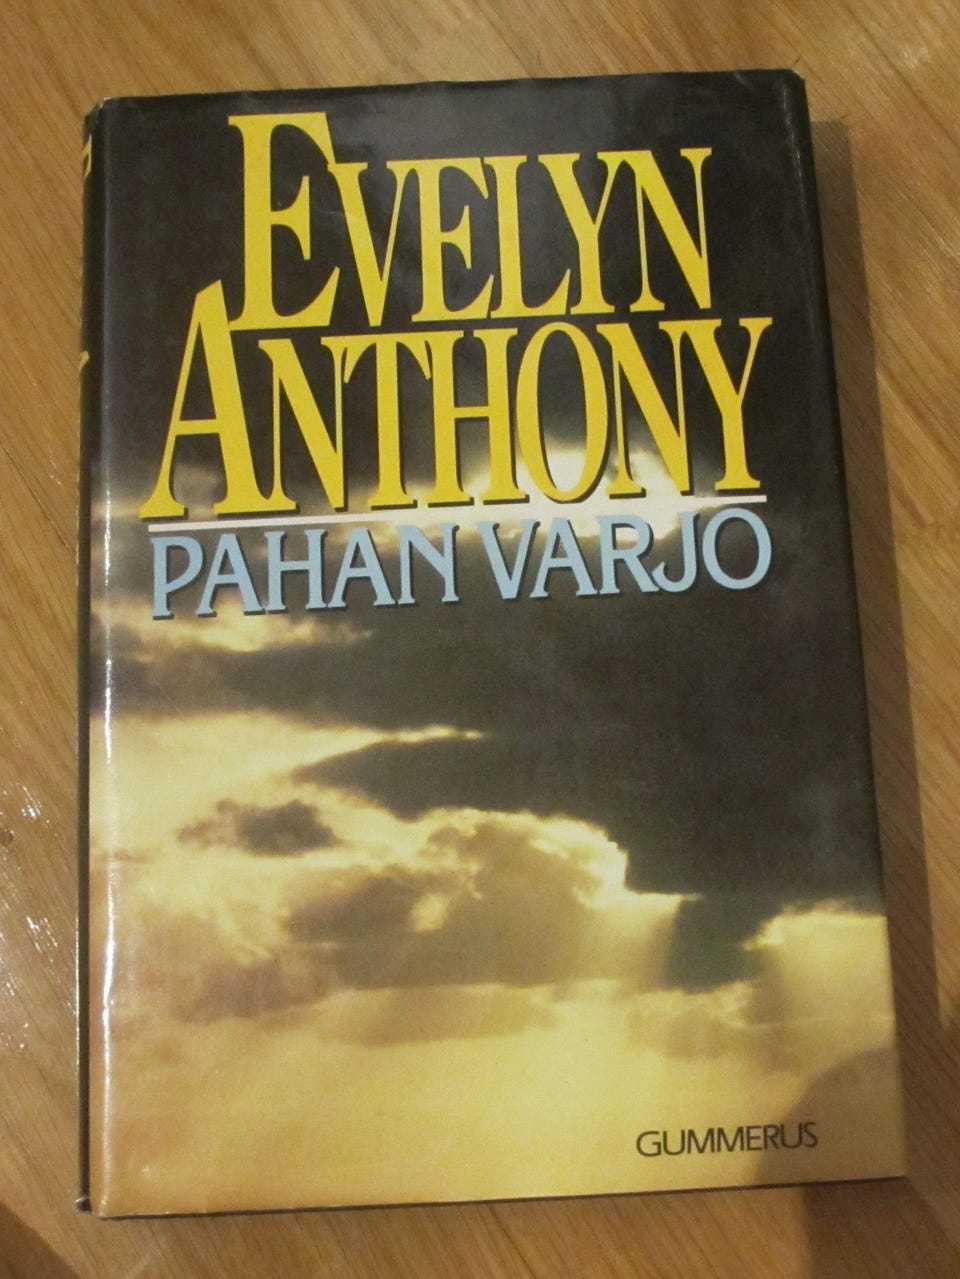 EVELYN
ANTHONY
PAHAN VARJO
GUMMERUS